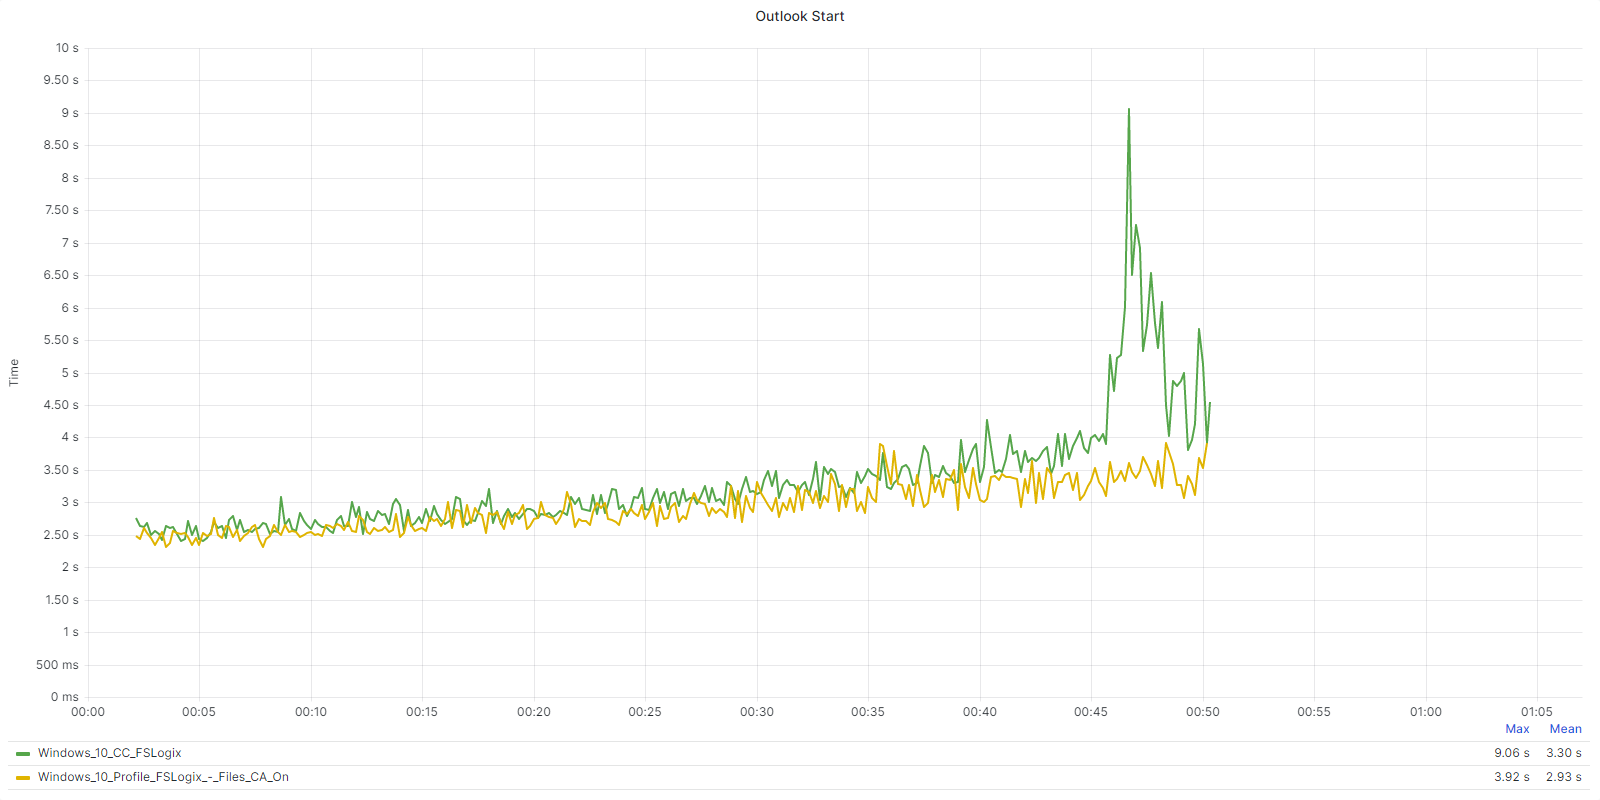 Outlook Start
10 s
9.50 s
9 s
8.50 s
8 s
7.50 s
7 s
6.50 s
6 s
5.50 s
5 s
4.50 s
4 s
3.50 s
3 s
2.50 s
2 s
1.50 s
1 s
500 ms
0 ms
Time
00:00 00:05 00:10 00:15 00:20 00:25 00:30 00:35 00:40 00:45 00:50 00:55 01:00 01:05
Max Mean
Windows_10_CC_FSLogix 9.06 s 3.30 s
Windows_10_Profile_FSLogix_-_Files_CA_On 3.92 s 2.93 s